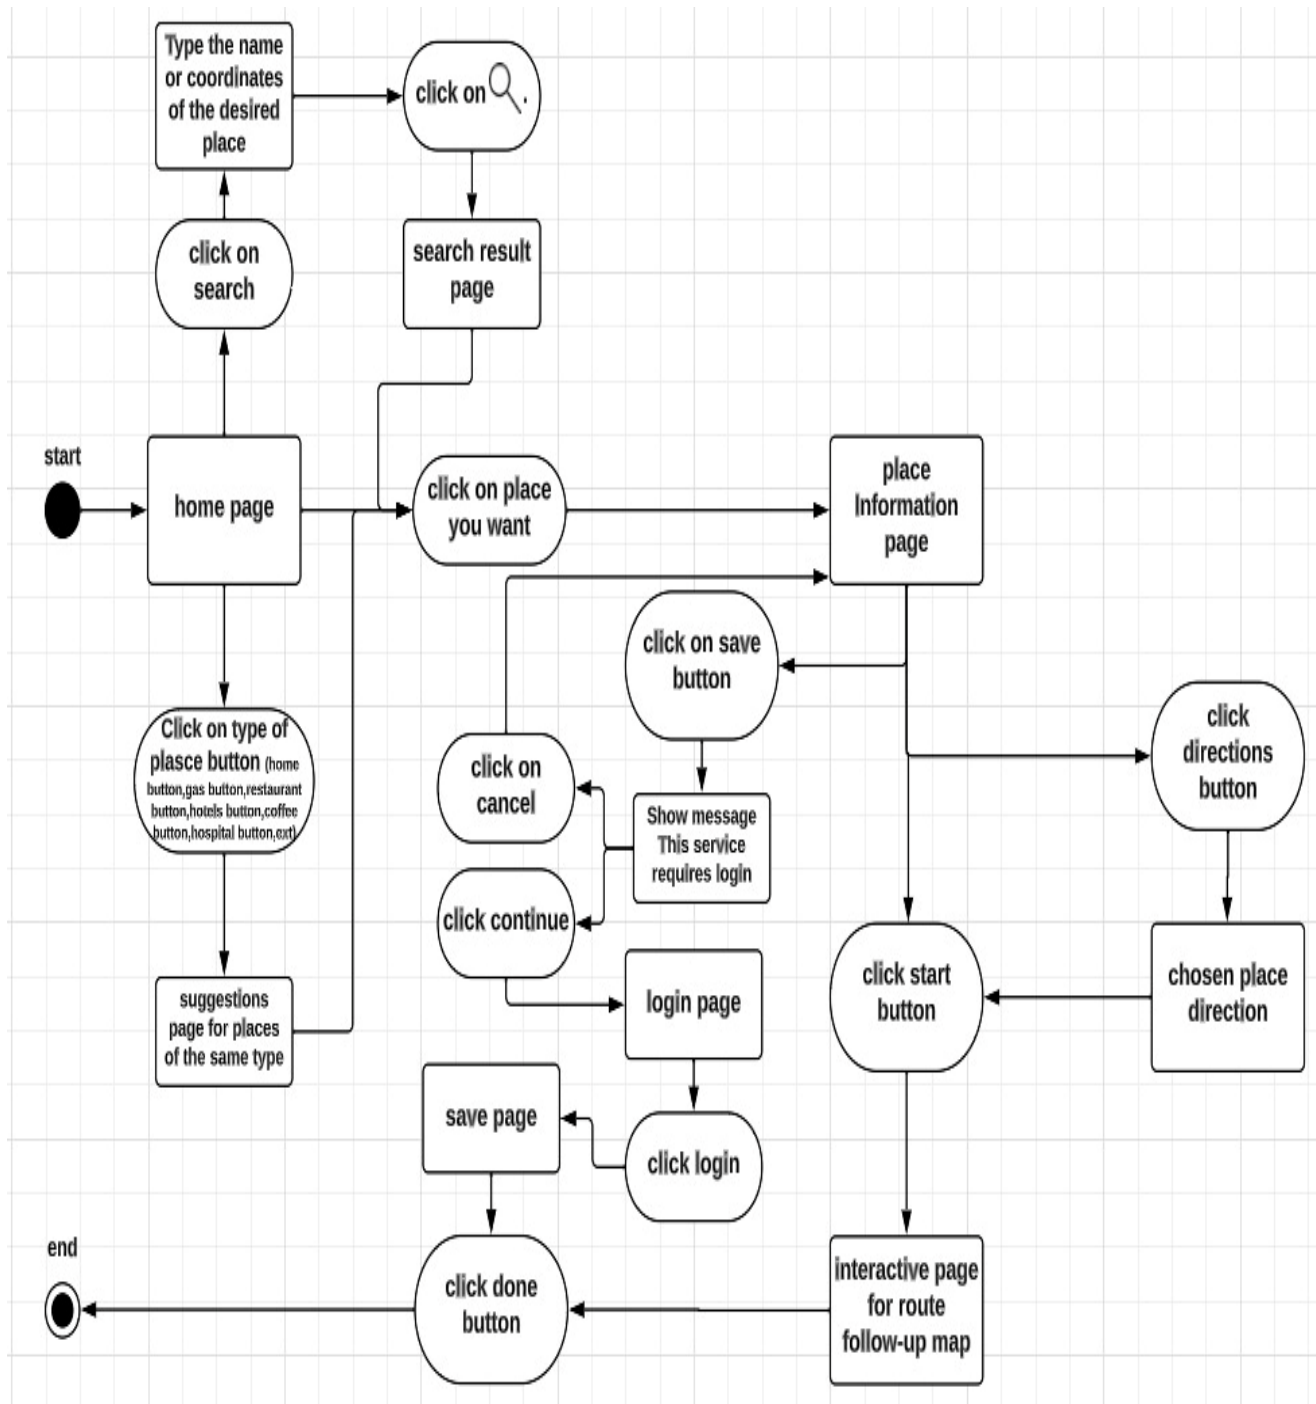 Type the name
or coordinates
of the desired
place
click on
.
click on
search
search result
page
start
home page
click on place
you want
place
Information
page
click on save
button
click
directions
button
Click on type of
plasce button (home
button,gas button,restaurant
button,hotels button,coffee
button,hospital button,ext)
click on
cancel
Show message
This service
requires login
click continue
suggestions
page for places
of the same type
login page
click start
button
chosen place
direction
save page
click login
end
click done
button
interactive page
for route
follow-up map